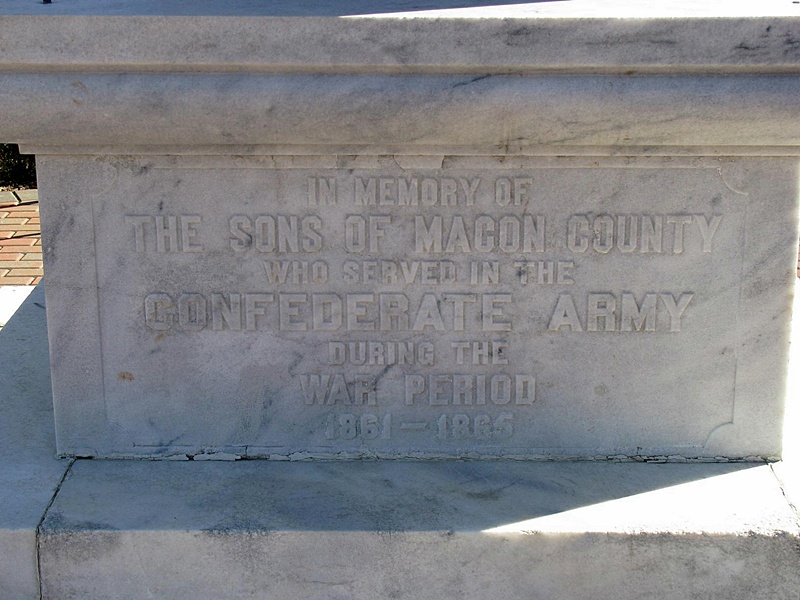 IN MEMORY OF
THE SONS OF MACON COUNTY
WHO SERVED IN THE
CONFEDERATE ARMY
DURING THE
WAR PERIOD
1861-1865